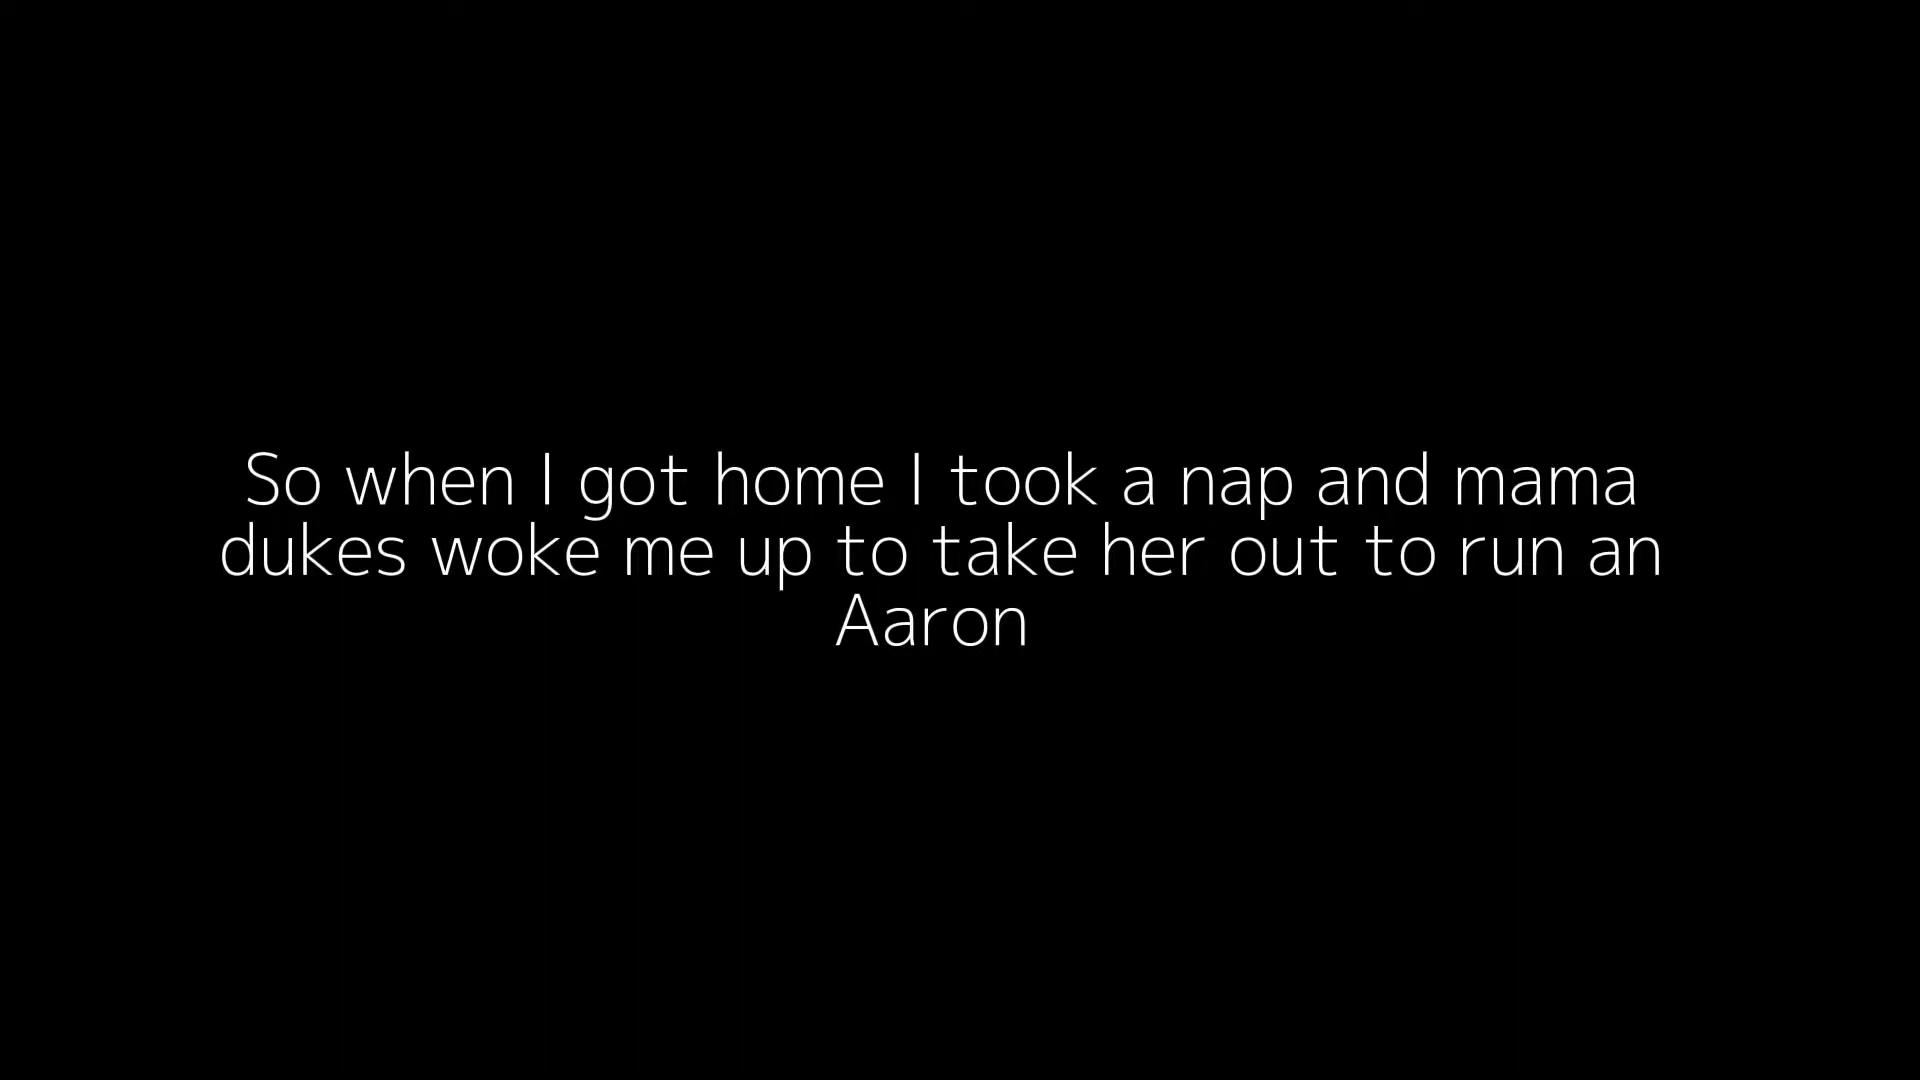 So when I got home I took a nap and mama
dukes woke me up to take her out to run an
Aaron